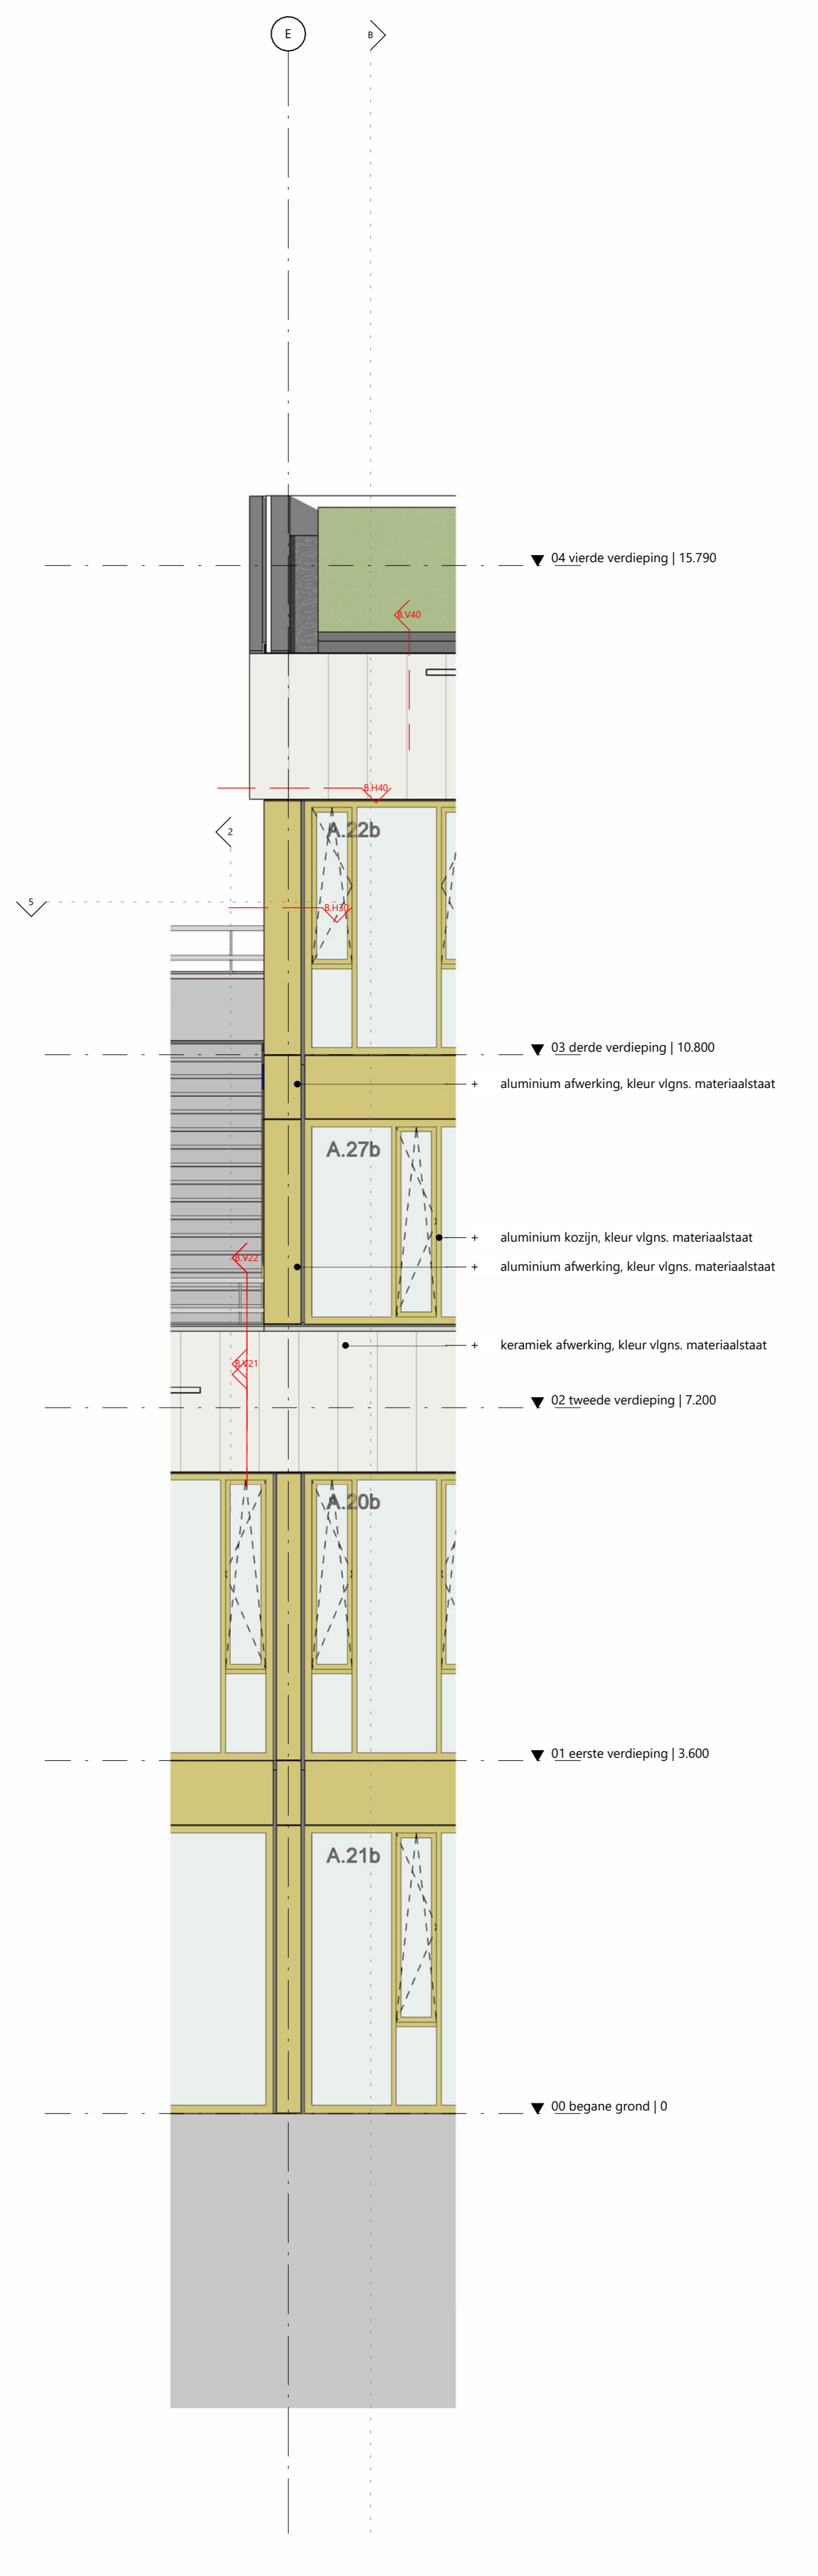 E
B
04 vierde verdieping | 15.790
B.V40
B.H40
A.22b
2
5
B.H30
03 derde verdieping | 10.800
+ aluminium afwerking, kleur vlgns. materiaalstaat
A.27b
+ aluminium kozijn, kleur vlgns. materiaalstaat
B.V22
+ aluminium afwerking, kleur vlgns. materiaalstaat
+ keramiek afwerking, kleur vlgns. materiaalstaat
B.V21
02 tweede verdieping | 7.200
A.20b
01 eerste verdieping | 3.600
A.21b
00 begane grond | 0